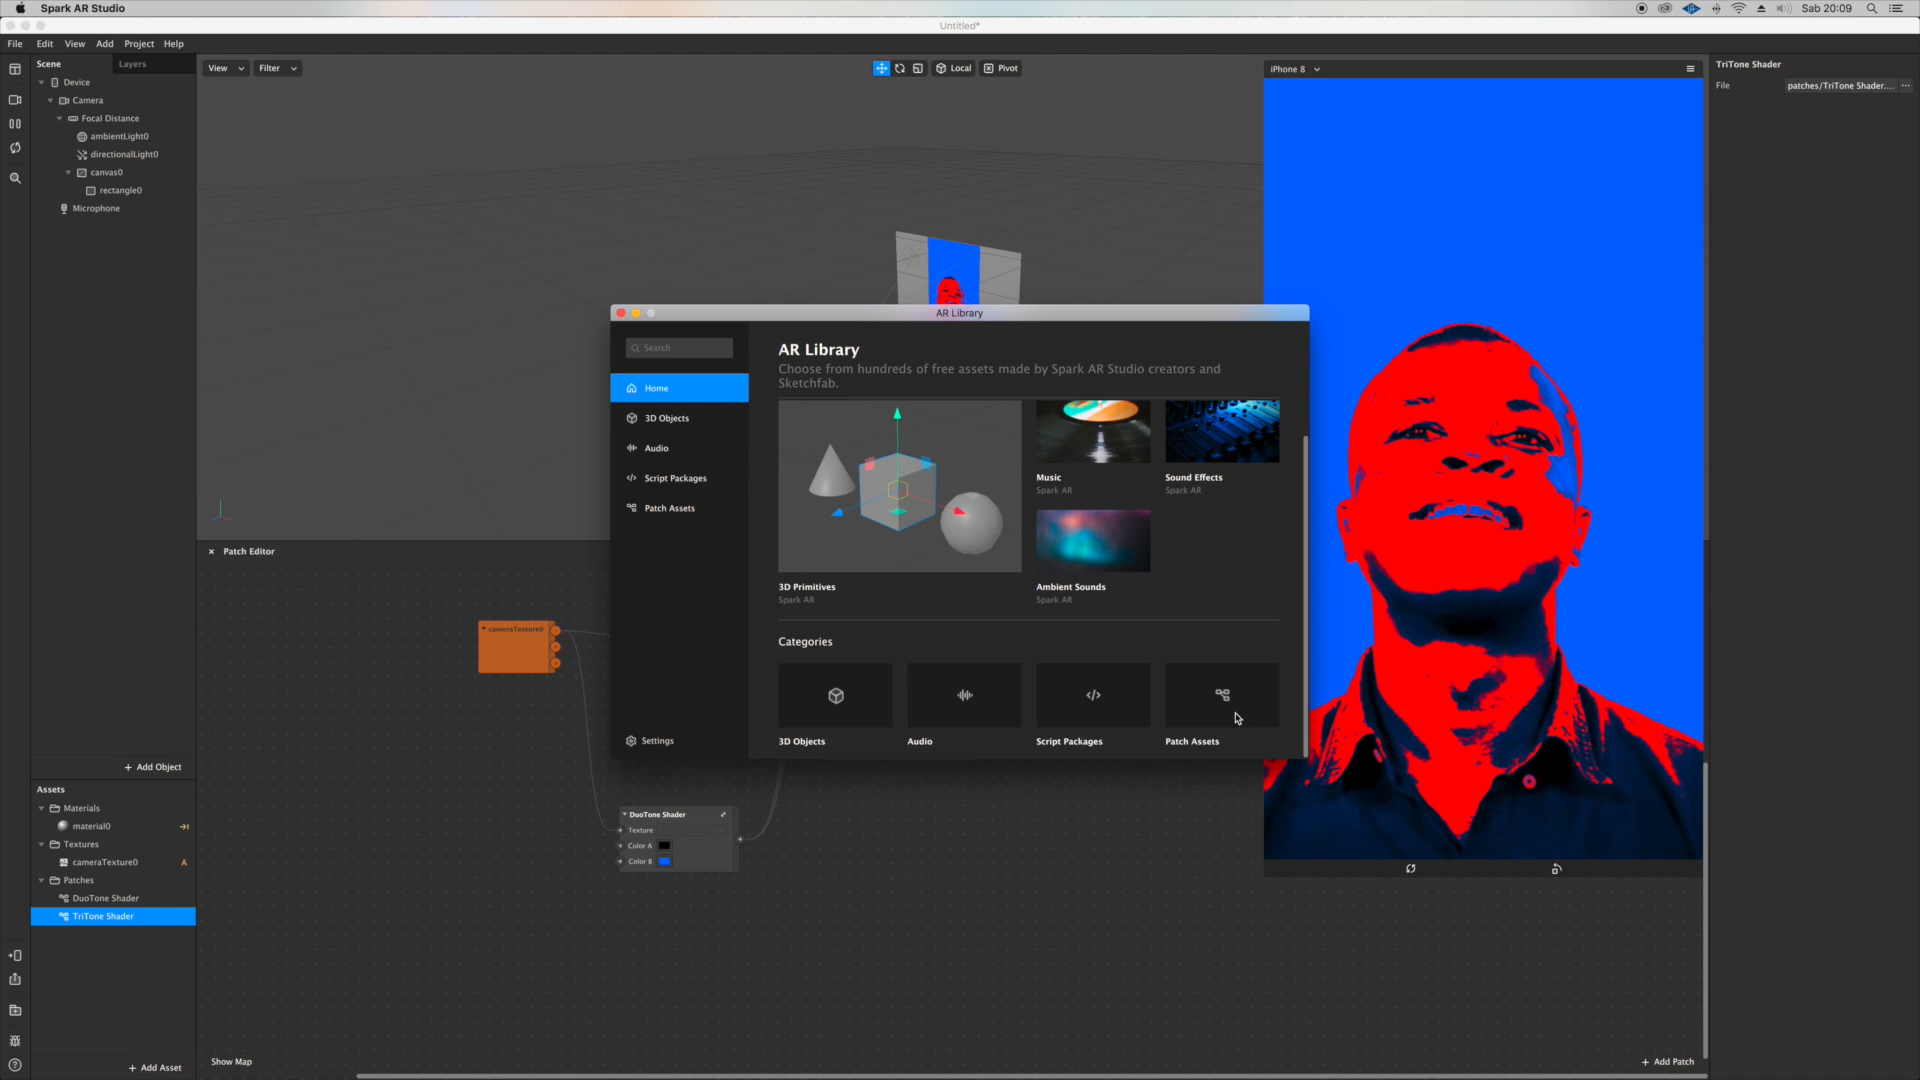 Spark AR Studio
Sab 20:09
Untitled*
File Edit View Add Project Help
Scene
Layers
Device
Camera
Focal Distance
ambientLight0
directionalLight0
canvas0
rectangle0
Microphone
+ Add Object
Assets
Materials
material0
Textures
cameraTexture0 A
Patches
DuoTone Shader
TriTone Shader
+ Add Asset
View
Filter
Local
Pivot
Patch Editor
cameraTexture0
DuoTone Shader
Texture
Color A
Color B
Show Map
+ Add Patch
AR Library
Search
Home
3D Objects
Audio
Script Packages
Patch Assets
Settings
AR Library
Choose from hundreds of free assets made by Spark AR Studio creators and
Sketchfab.
3D Primitives
Spark AR
Music
Spark AR
Sound Effects
Spark AR
Ambient Sounds
Spark AR
Categories
3D Objects
Audio
Script Packages
Patch Assets
iPhone 8
TriTone Shader
File
patches/TriTone Shader....